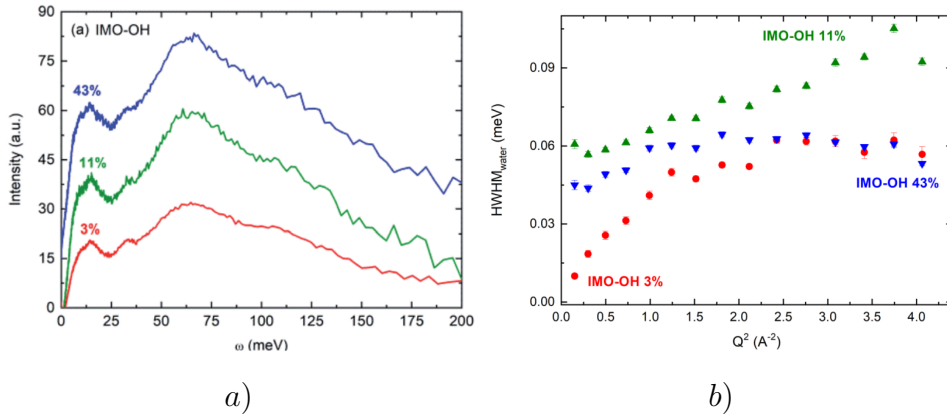 (a) IMO-OH
90
75
60
45
30
15
0
43%
11%
3%
0 25 50 75 100 125 150 175 200
Intensity (a.u.)
ω (meV)
a)
0.09
0.06
0.03
0.00
IMO-OH 11%
IMO-OH 43%
IMO-OH 3%
0.0 0.5 1.0 1.5 2.0 2.5 3.0 3.5 4.0
HWHM_water (meV)
Q² (A⁻²)
b)